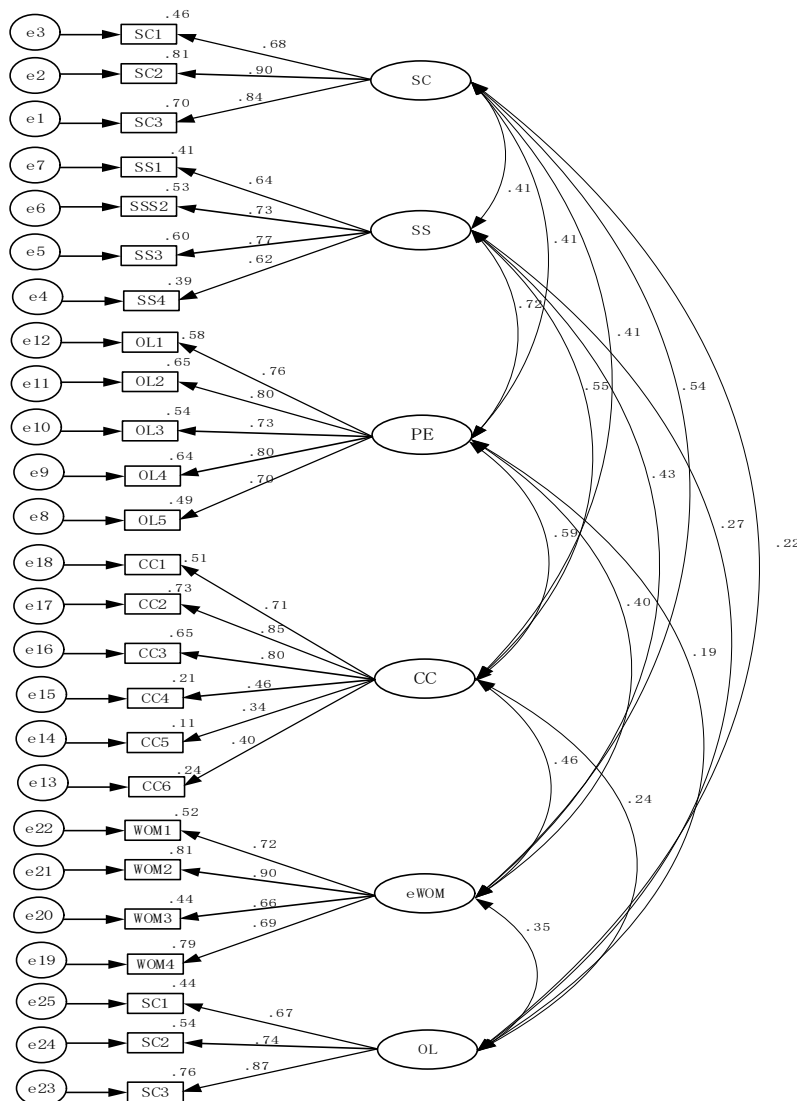 .46
e3 SC1
.68
.81
e2 SC2 .90 SC
.84
.70
e1 SC3
.41
e7 SS1
.64
.41
.53
e6 SSS2 .73
SS
.60 .77
e5 SS3
.41
.62
.39
e4 SS4
.72
e12 OL1 .58
.41
.65 .76
e11 OL2
.55 .54
.80
.54
e10 OL3 .73
PE
.64 .80
e9 OL4
.43
.70
.49
e8 OL5
.27
.59 .22
e18 CC1 .51
.73 .71 .40
e17 CC2
.85
.65
e16 CC3 .80
.19
CC
.21 .46
e15 CC4
.34
.11
e14 CC5
.40
.46
.24
e13 CC6
.24
.52
e22 WOM1
.72
.81
e21 WOM2 .90
eWOM
.44 .66
e20 WOM3
.69
.35
.79
e19 WOM4
.44
e25 SC1
.67
.54
e24 SC2 .74
OL
.87
.76
e23 SC3